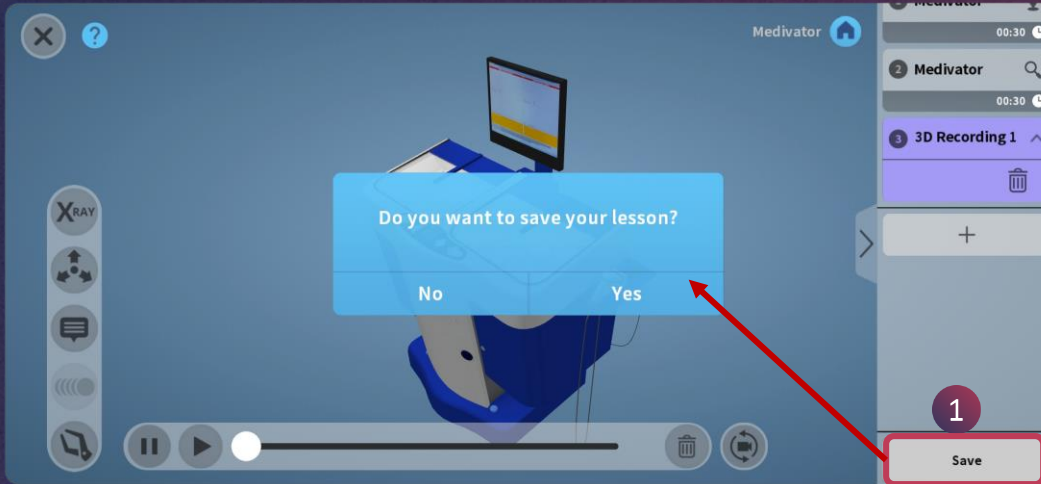 ?
Medivator
Medivator
00:30
2 Medivator
00:30
3 3D Recording 1
XRAY
Do you want to save your lesson?
No Yes
1
Save